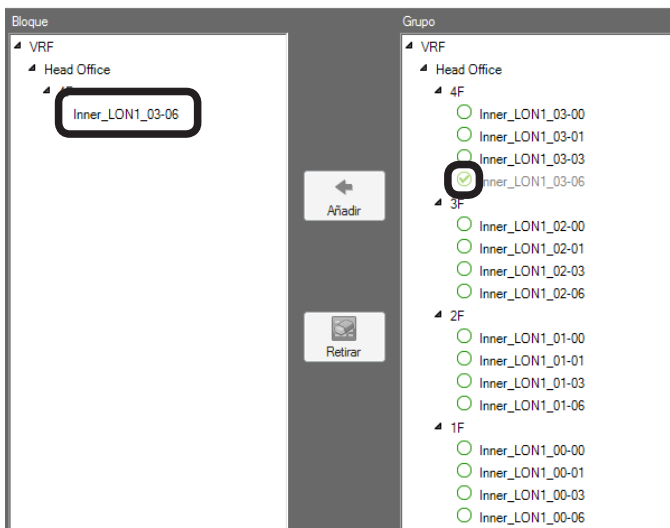 Bloque
VRF
Head Office
Inner_LON1_03-06
Añadir
Retirar
Grupo
VRF
Head Office
4F
Inner_LON1_03-00
Inner_LON1_03-01
Inner_LON1_03-03
Inner_LON1_03-06
3F
Inner_LON1_02-00
Inner_LON1_02-01
Inner_LON1_02-03
Inner_LON1_02-06
2F
Inner_LON1_01-00
Inner_LON1_01-01
Inner_LON1_01-03
Inner_LON1_01-06
1F
Inner_LON1_00-00
Inner_LON1_00-01
Inner_LON1_00-03
Inner_LON1_00-06